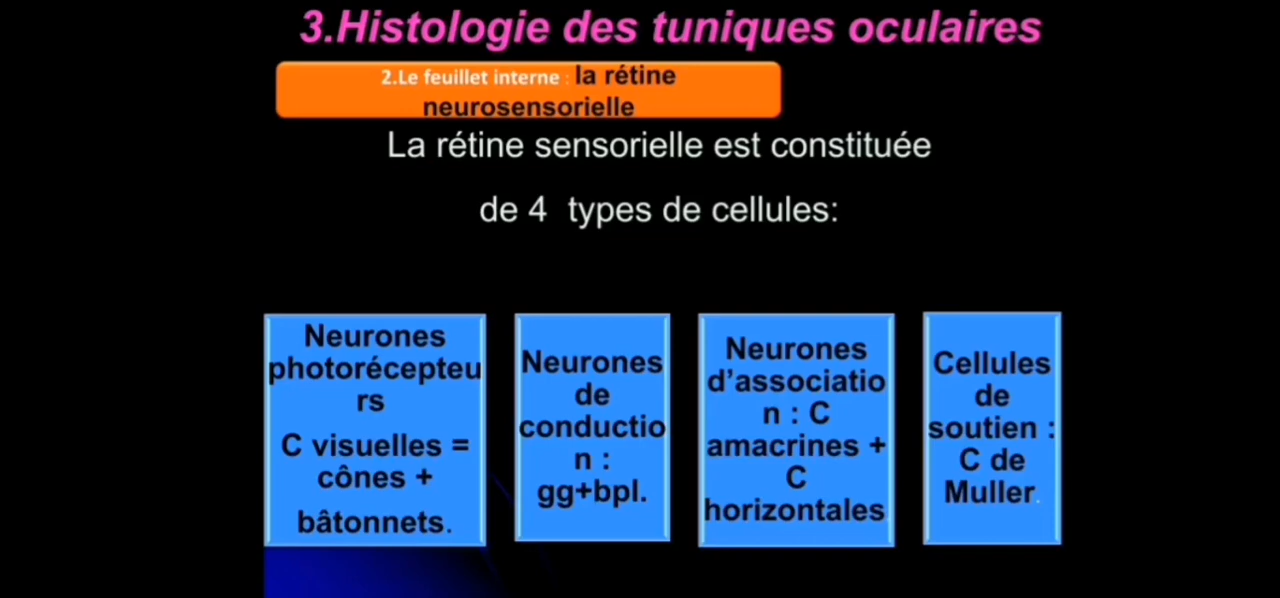 3.Histologie des tuniques oculaires
2.Le feuillet interne : la rétine
neurosensorielle
La rétine sensorielle est constituée
de 4 types de cellules:
Neurones
photorécepteu
rs
C visuelles =
cônes +
bâtonnets.
Neurones
de
conductio
n :
gg+bpl.
Neurones
d’associatio
n : C
amacrines +
C
horizontales
Cellules
de
soutien :
C de
Muller.